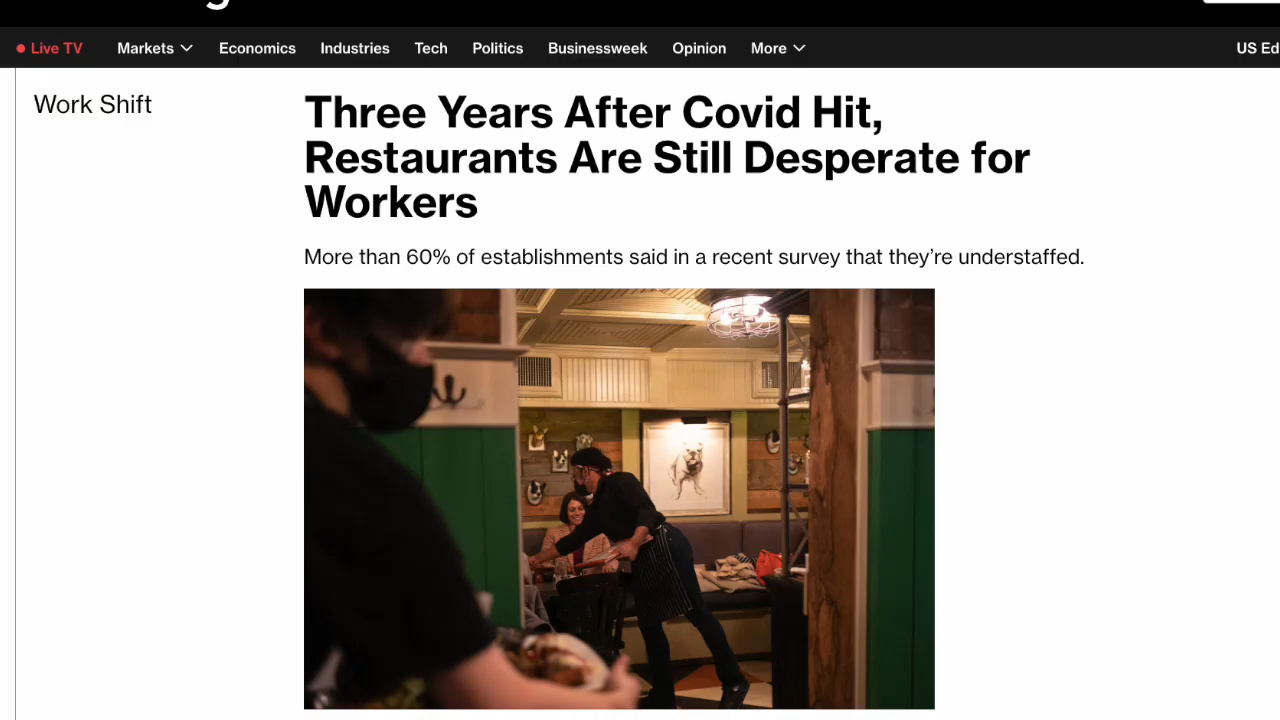 Live TV Markets Economics Industries Tech Politics Businessweek Opinion More US Ed
Work Shift
Three Years After Covid Hit,
Restaurants Are Still Desperate for
Workers
More than 60% of establishments said in a recent survey that they’re understaffed.